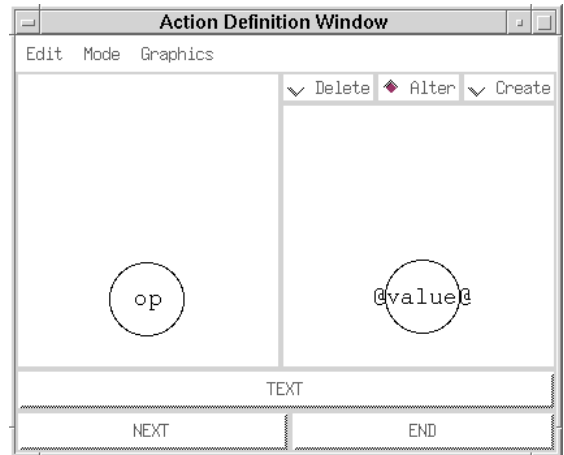 Action Definition Window
Edit Mode Graphics
Delete Alter Create
op @value@
TEXT
NEXT END